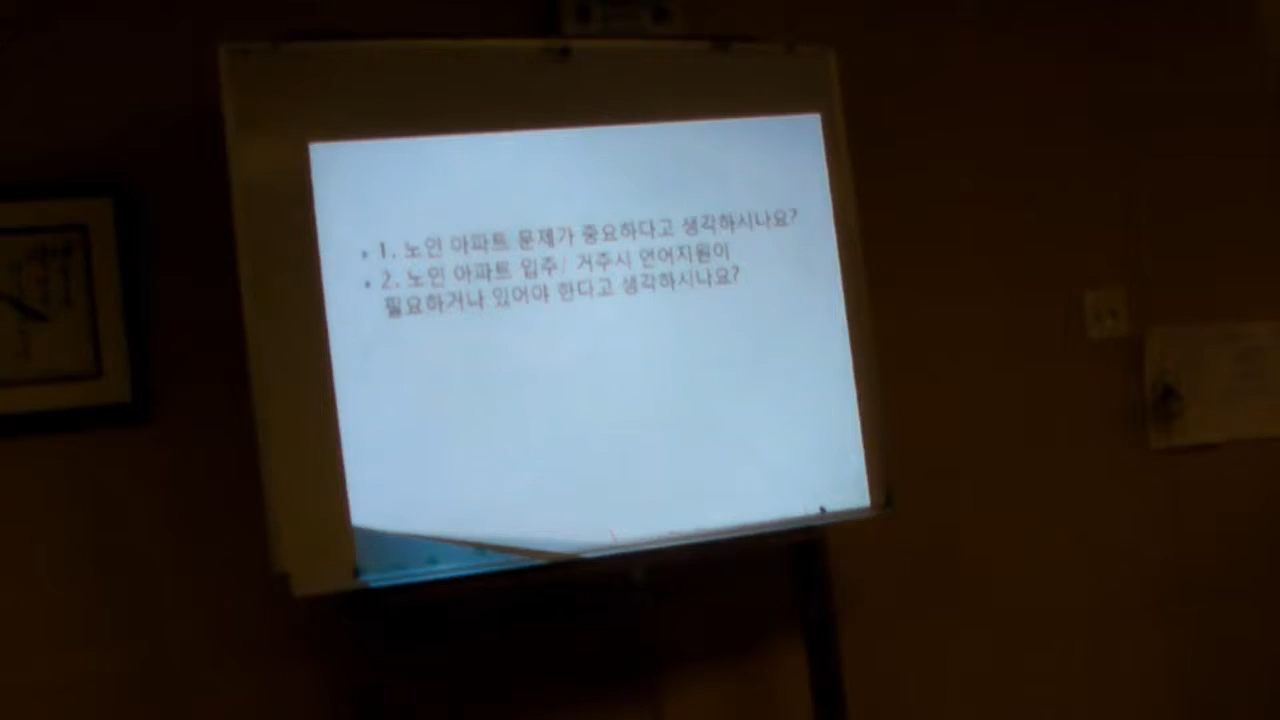 • 1. 노인 아파트 문제가 중요하다고 생각하시나요?
• 2. 노인 아파트 입주/ 거주시 언어지원이
필요하거나 있어야 한다고 생각하시나요?